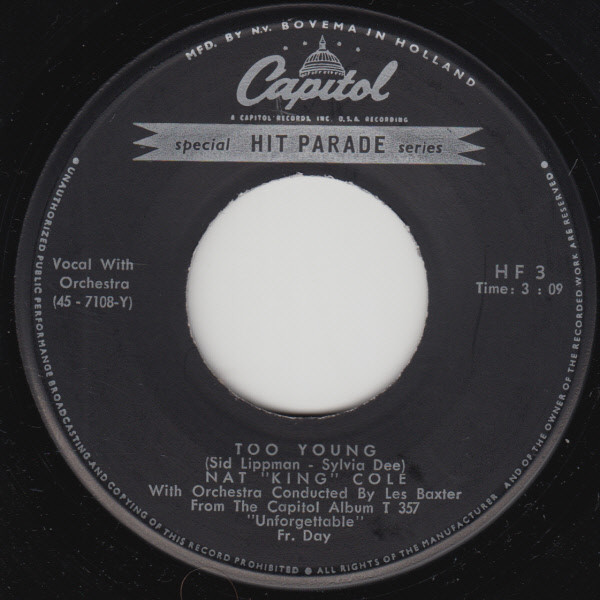 MFD. BY N.V. BOVEMA IN HOLLAND
Capitol
A CAPITOL RECORDS, INC. U.S.A. RECORDING
special HIT PARADE series
Vocal With
Orchestra
(45 - 7108-Y)
HF 3
Time: 3 : 09
TOO YOUNG
(Sid Lippman - Sylvia Dee)
NAT "KING" COLE
With Orchestra Conducted By Les Baxter
From The Capitol Album T 357
"Unforgettable"
Fr. Day
• UNAUTHORIZED PUBLIC PERFORMANCE BROADCASTING-AND-COPYING OF THIS RECORD PROHIBITED • ALL RIGHTS OF THE MANUFACTURER AND OF THE OWNER OF THE RECORDED WORK ARE RESERVED •